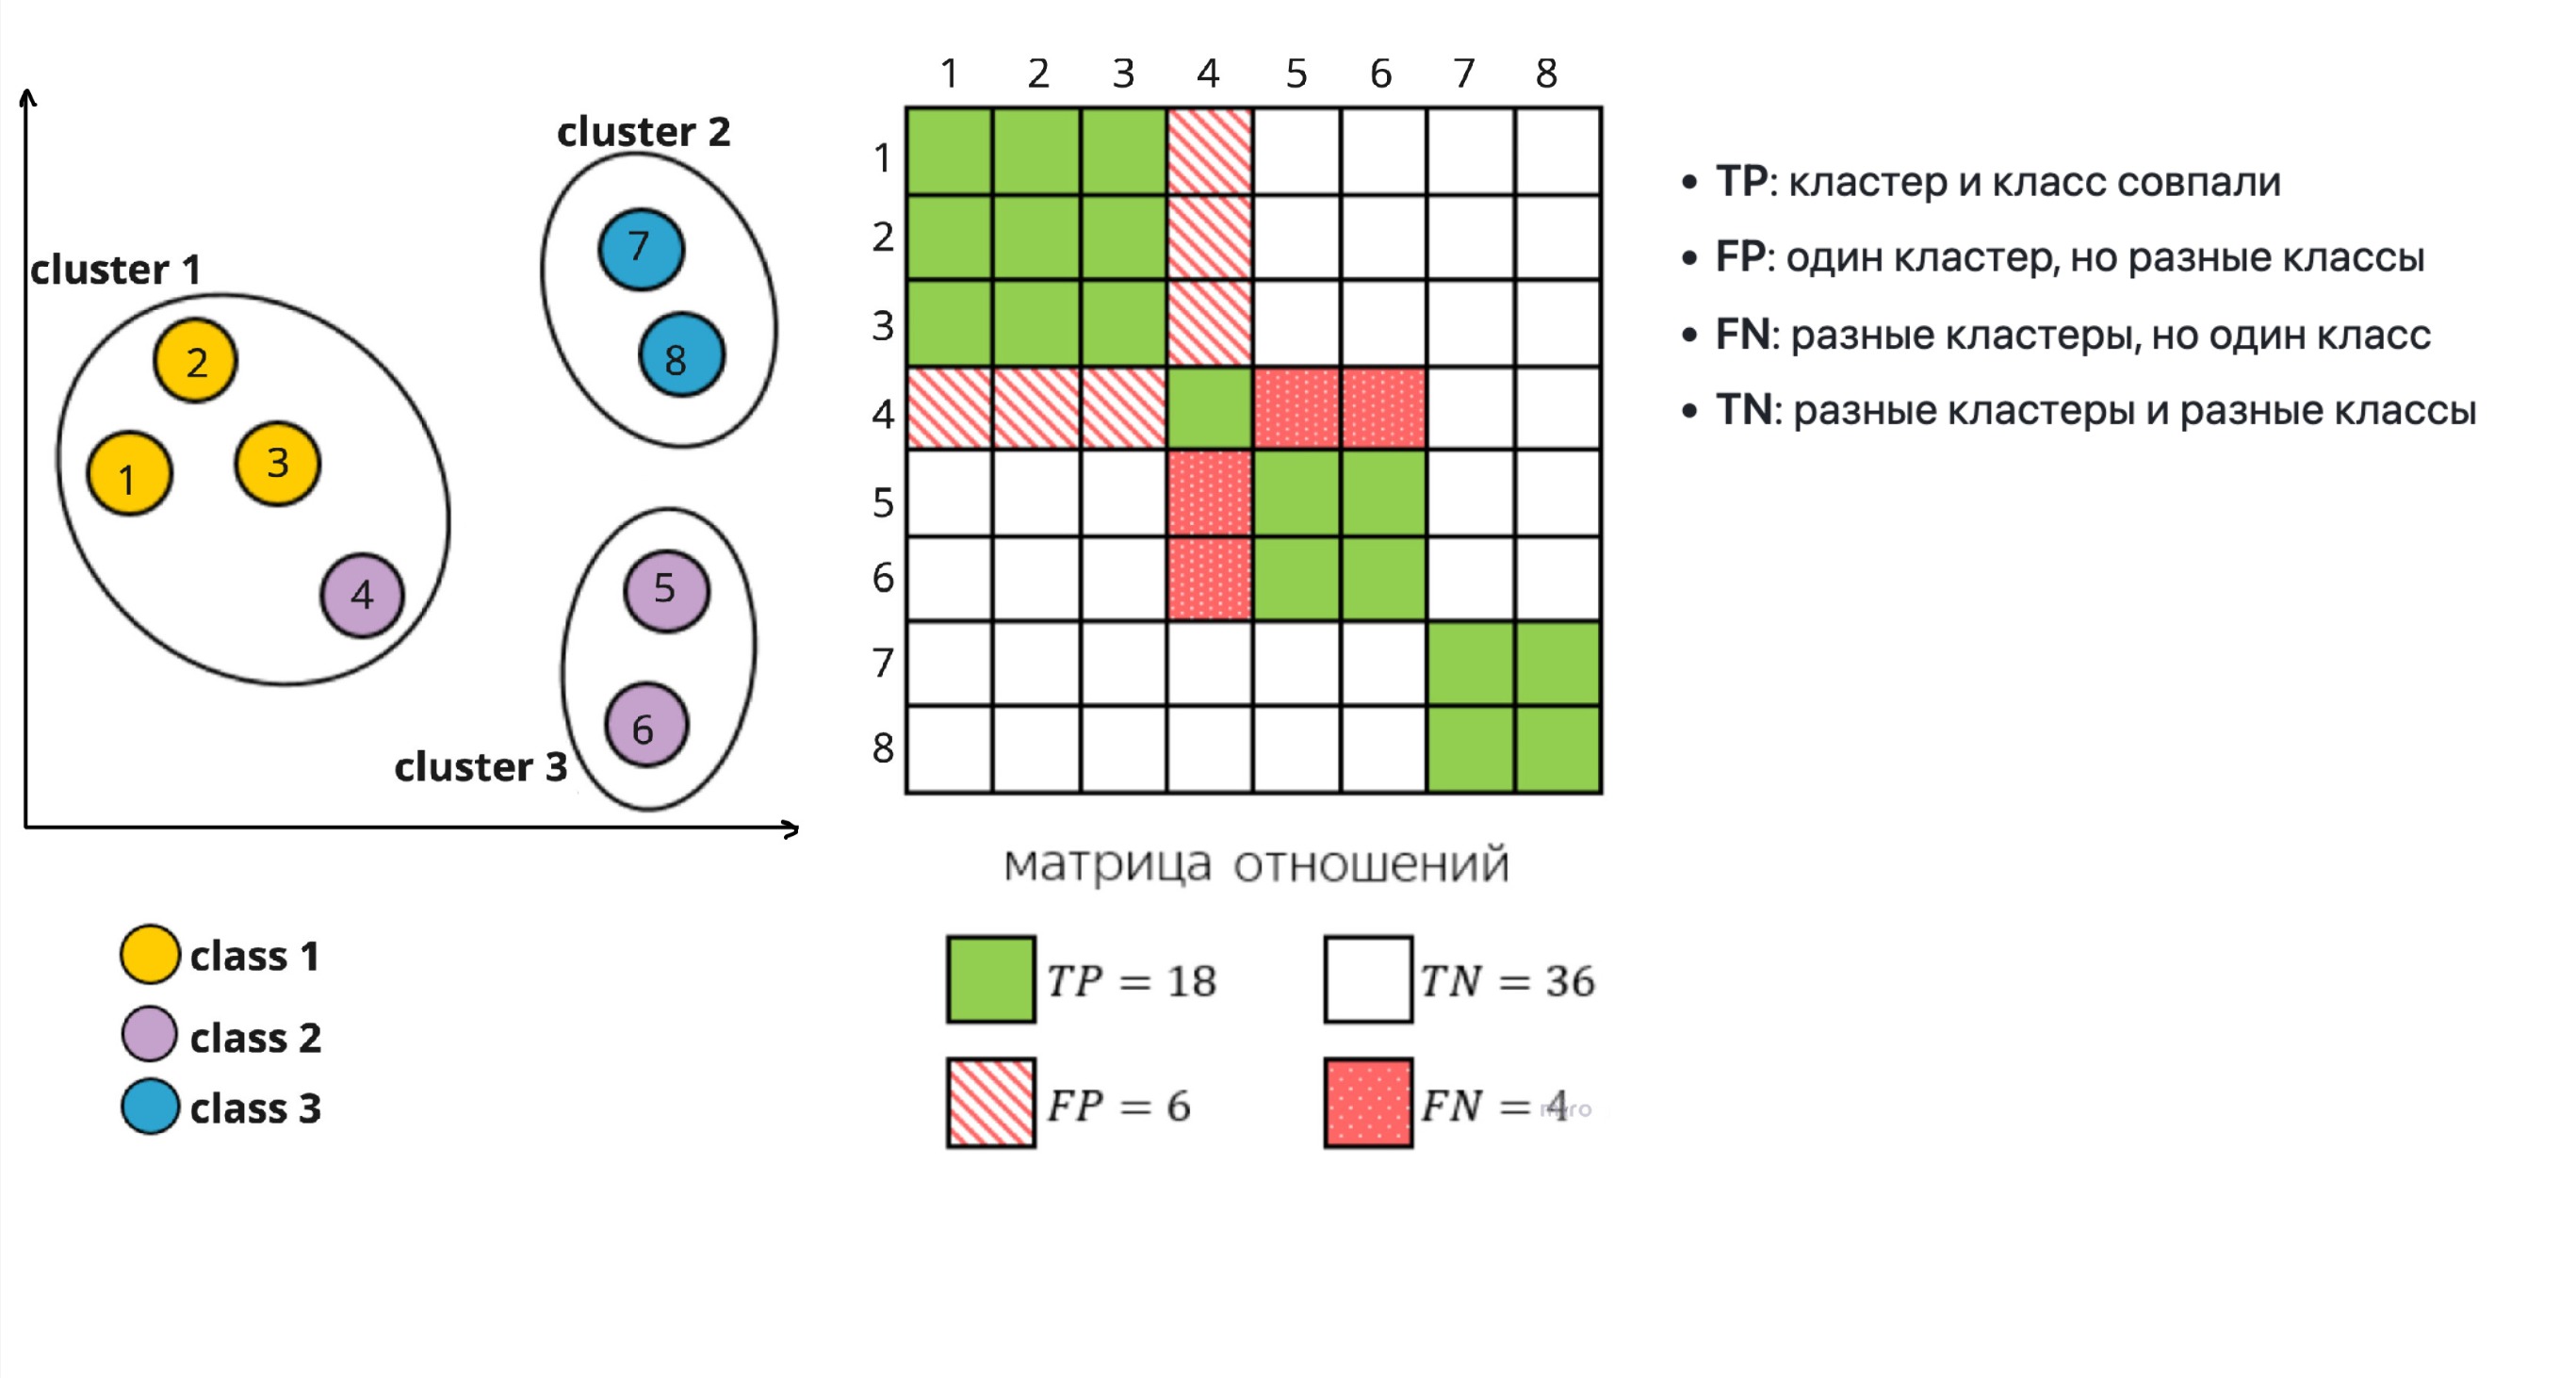 cluster 1
cluster 2
cluster 3
2
1
3
4
7
8
5
6
class 1
class 2
class 3
1 2 3 4 5 6 7 8
1
2
3
4
5
6
7
8
матрица отношений
TP = 18
TN = 36
FP = 6
FN = 4
miro
• TP: кластер и класс совпали
• FP: один кластер, но разные классы
• FN: разные кластеры, но один класс
• TN: разные кластеры и разные классы